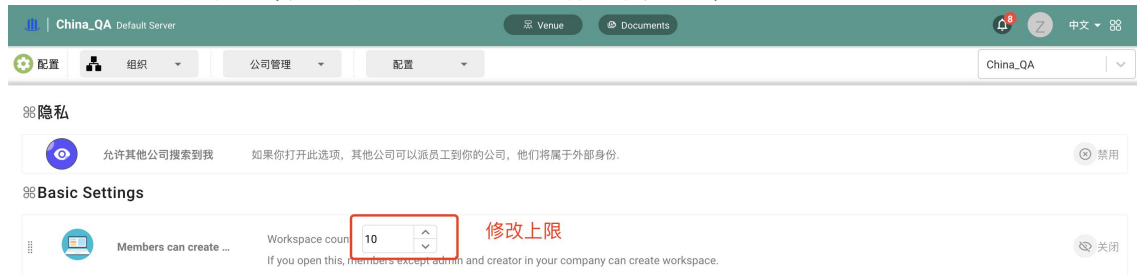 China_QA Default Server
Venue
Documents
8
Z
中文
配置
组织
公司管理
配置
China_QA
隐私
允许其他公司搜索到我
如果你打开此选项，其他公司可以派员工到你的公司，他们将属于外部身份.
禁用
Basic Settings
Members can create ...
Workspace coun
10
修改上限
If you open this, members except admin and creator in your company can create workspace.
关闭